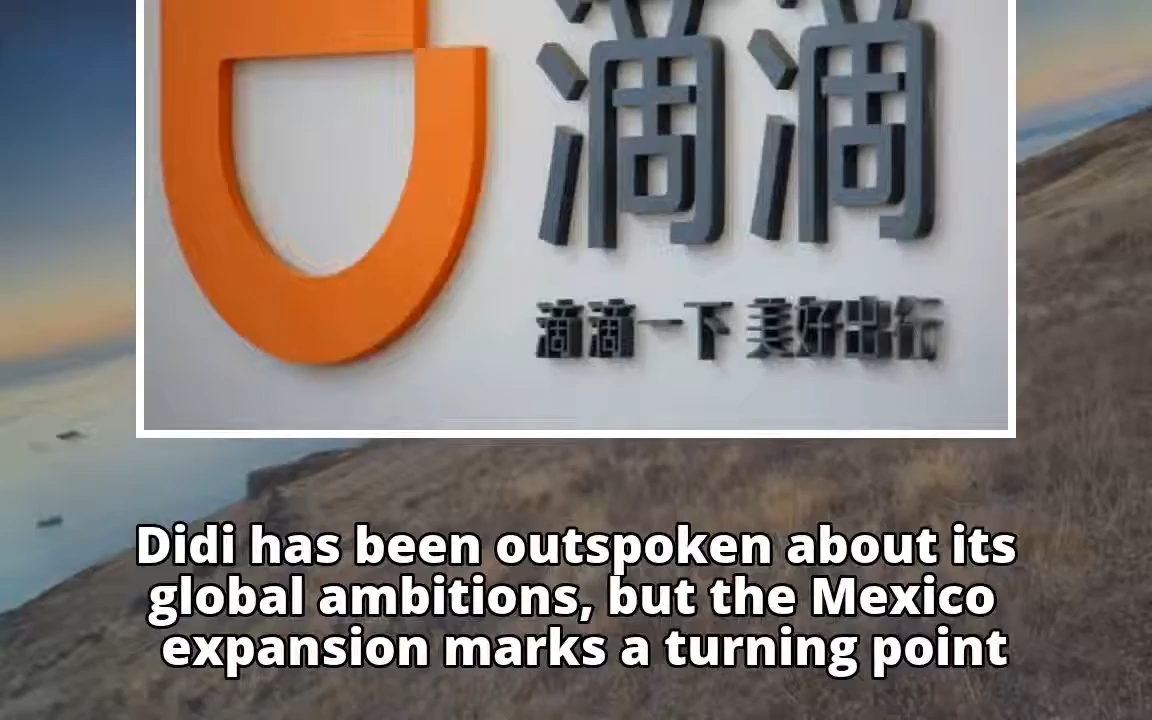 滴滴
滴滴一下 美好出行
Didi has been outspoken about its
global ambitions, but the Mexico
expansion marks a turning point